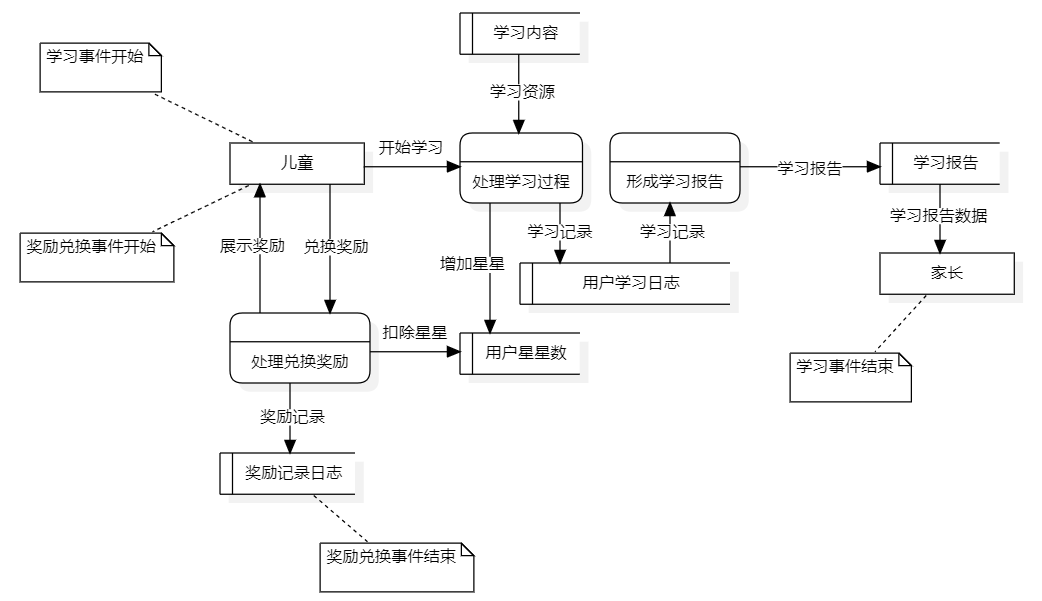 学习内容
学习事件开始
学习资源
开始学习
儿童
处理学习过程
形成学习报告
学习报告
学习报告
学习报告数据
学习记录
学习记录
奖励兑换事件开始
展示奖励
兑换奖励
增加星星
家长
用户学习日志
扣除星星
用户星星数
处理兑换奖励
学习事件结束
奖励记录
奖励记录日志
奖励兑换事件结束